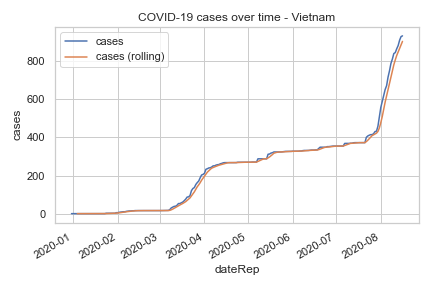 COVID-19 cases over time - Vietnam
cases
cases (rolling)
800
600
400
200
0
cases
2020-01
2020-02
2020-03
2020-04
2020-05
2020-06
2020-07
2020-08
dateRep